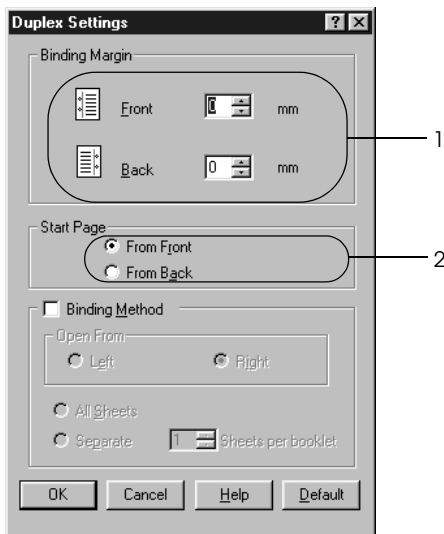 Duplex Settings
Binding Margin
Front 0 mm
1
Back 0 mm
Start Page
From Front
2
From Back
Binding Method
Open From
Left Right
All Sheets
Separate 1 Sheets per booklet
OK Cancel Help Default